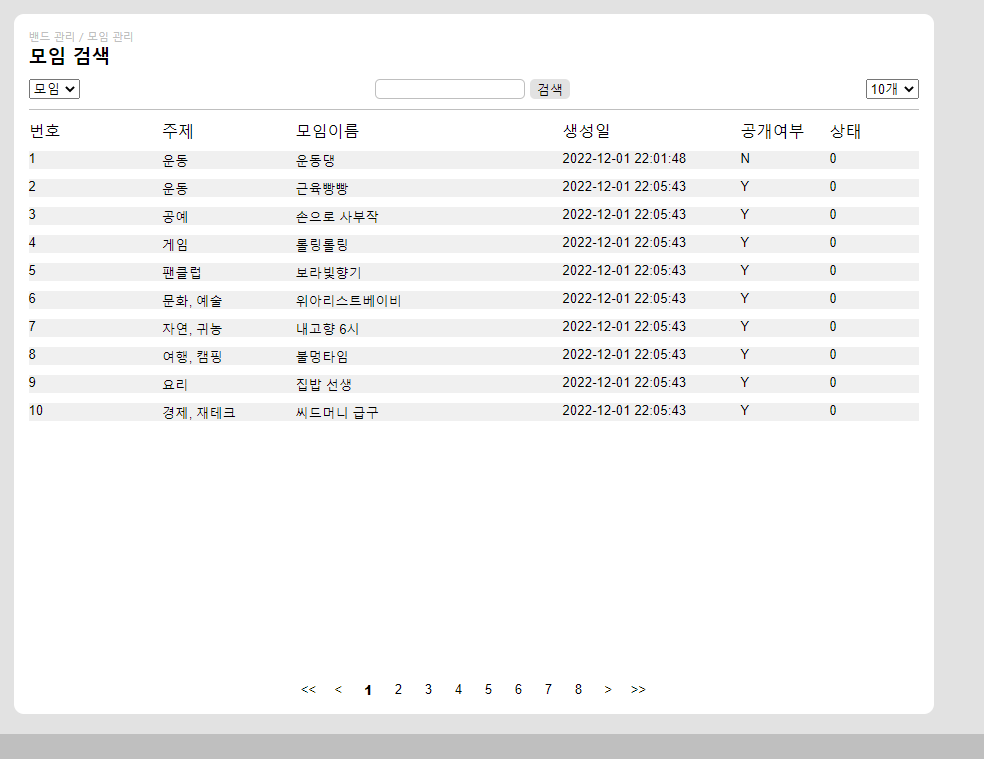 밴드 관리 / 모임 관리
모임 검색
모임 검색 10개
번호 주제 모임이름 생성일 공개여부 상태
1 운동 운동댕 2022-12-01 22:01:48 N 0
2 운동 근육빵빵 2022-12-01 22:05:43 Y 0
3 공예 손으로 사부작 2022-12-01 22:05:43 Y 0
4 게임 롤링롤링 2022-12-01 22:05:43 Y 0
5 팬클럽 보라빛향기 2022-12-01 22:05:43 Y 0
6 문화, 예술 위아리스트베이비 2022-12-01 22:05:43 Y 0
7 자연, 귀농 내고향 6시 2022-12-01 22:05:43 Y 0
8 여행, 캠핑 불멍타임 2022-12-01 22:05:43 Y 0
9 요리 집밥 선생 2022-12-01 22:05:43 Y 0
10 경제, 재테크 씨드머니 급구 2022-12-01 22:05:43 Y 0
<< < 1 2 3 4 5 6 7 8 > >>